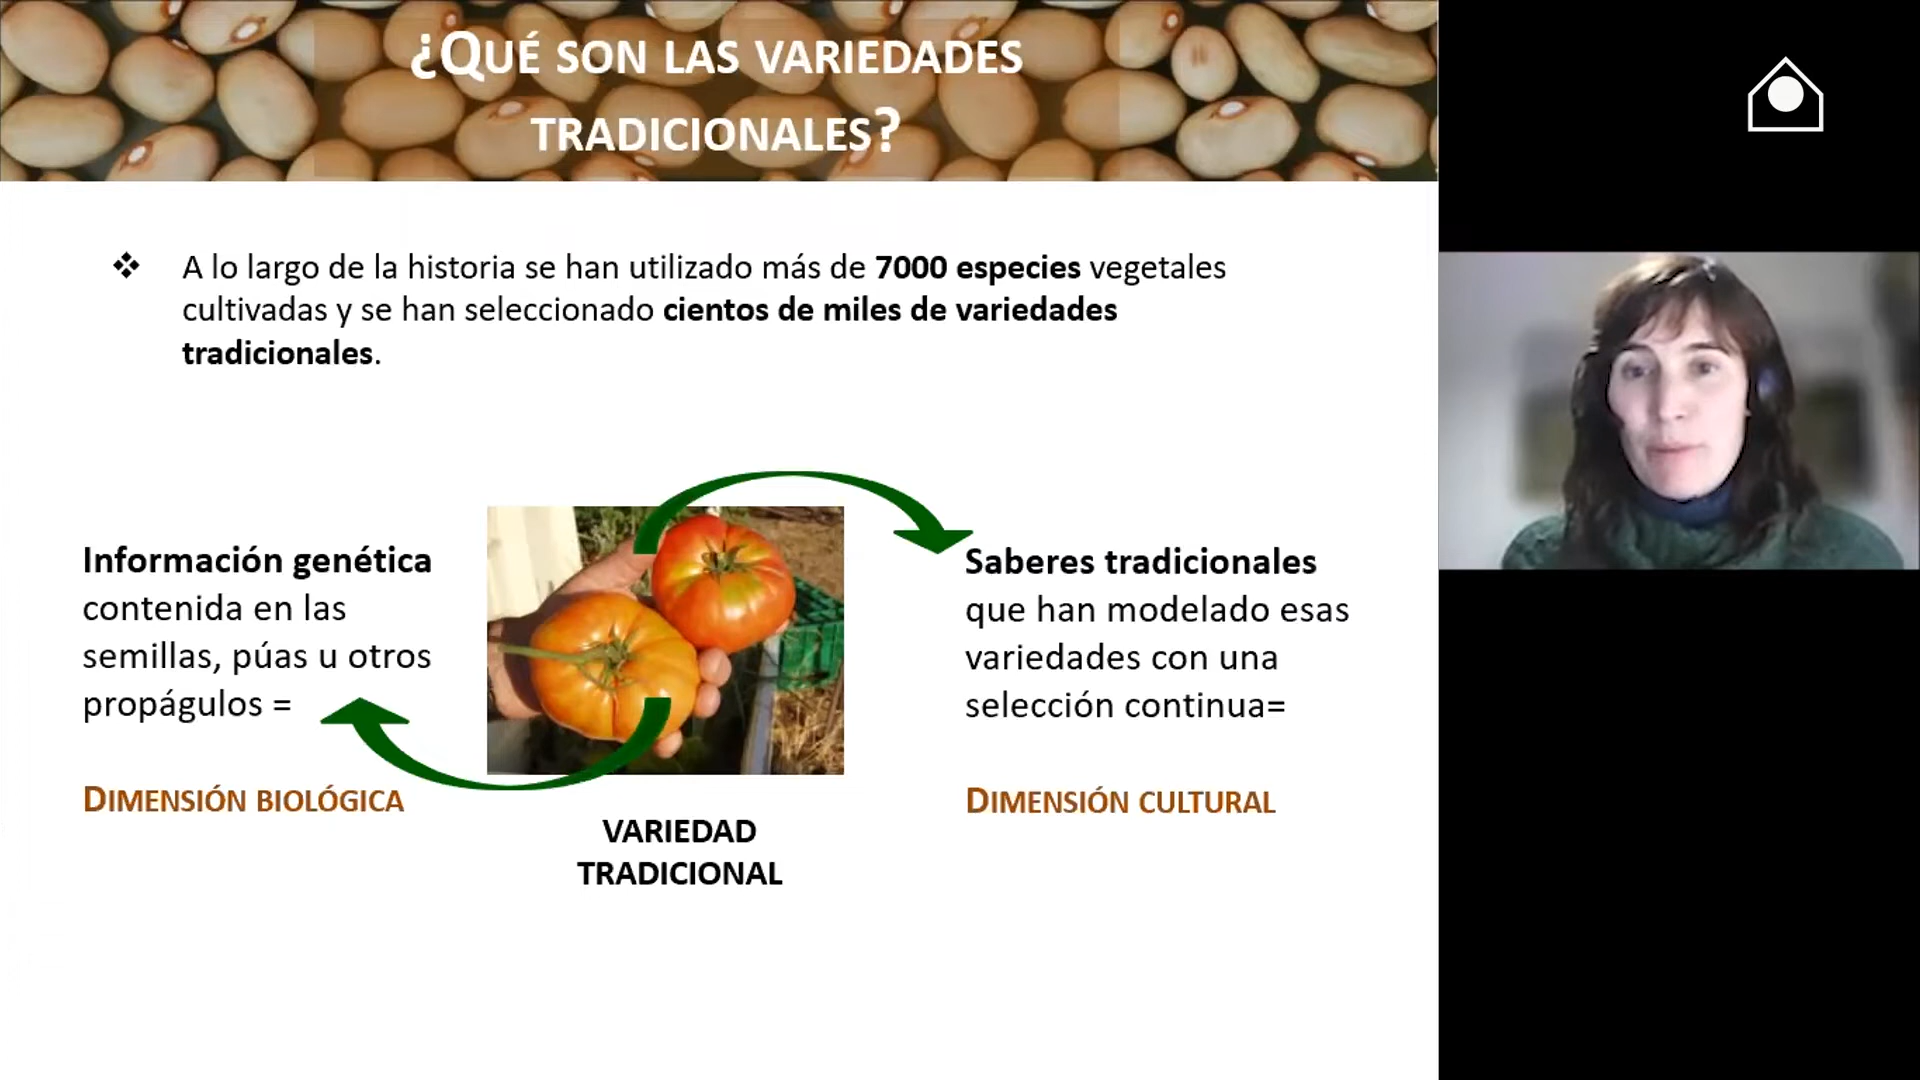 ¿QUÉ SON LAS VARIEDADES
TRADICIONALES?
❖ A lo largo de la historia se han utilizado más de 7000 especies vegetales
cultivadas y se han seleccionado cientos de miles de variedades
tradicionales.
Información genética
contenida en las
semillas, púas u otros
propágulos =
DIMENSIÓN BIOLÓGICA
VARIEDAD
TRADICIONAL
Saberes tradicionales
que han modelado esas
variedades con una
selección continua=
DIMENSIÓN CULTURAL